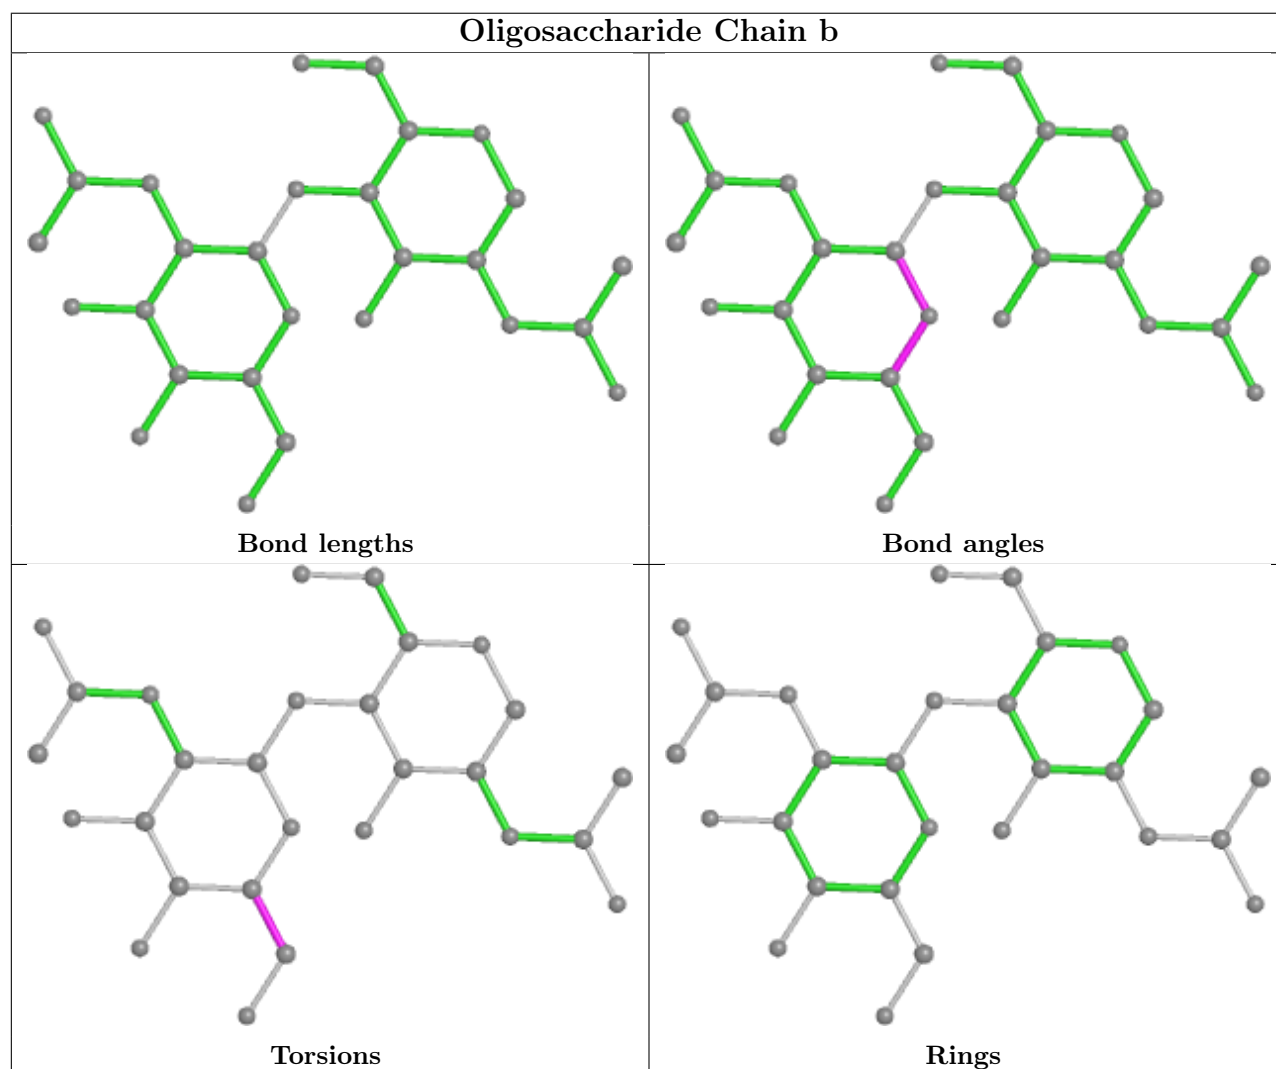 Oligosaccharide Chain b
Bond lengths
Bond angles
Torsions
Rings